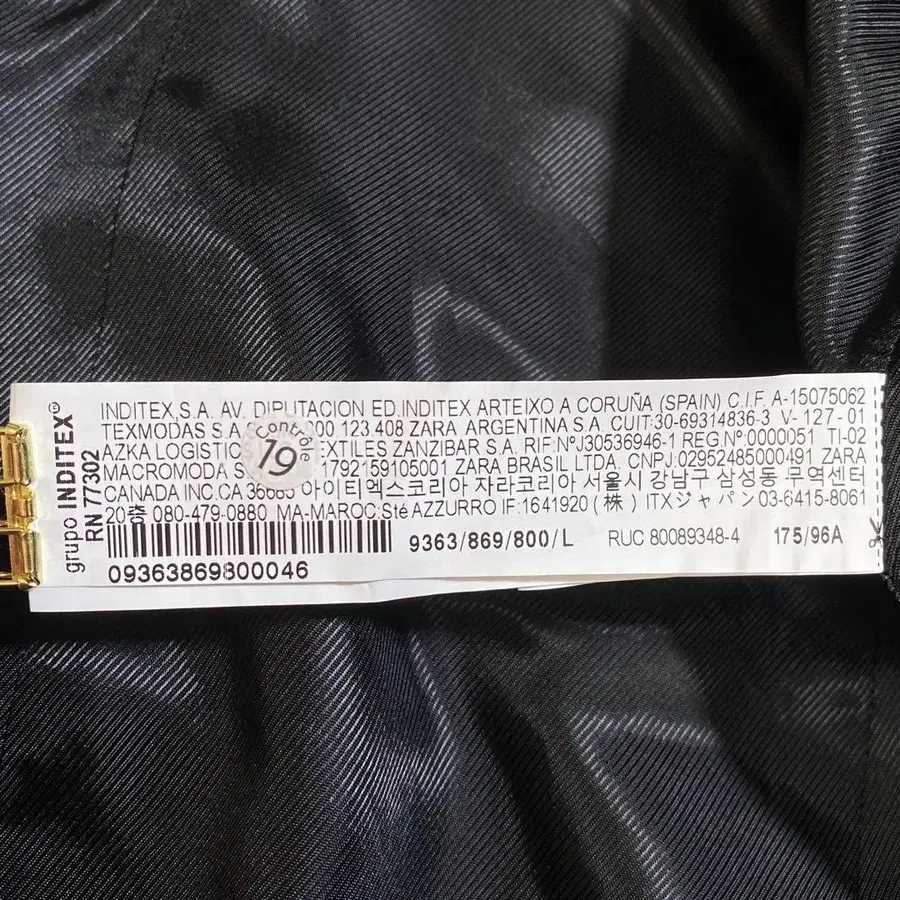 grupo INDITEX®
RN 77302
INDITEX,S.A. AV. DIPUTACION ED.INDITEX ARTEIXO A CORUÑA (SPAIN) C.I.F. A-15075062
TEXMODAS S.A 000 123 408 ZARA ARGENTINA S.A. CUIT:30-69314836-3 V-127-01
AZKA LOGISTIC EXTILES ZANZIBAR S.A. RIF:NºJ30536946-1 REG.Nº:0000051 TI-02
MACROMODA S 1792159105001 ZARA BRASIL LTDA. CNPJ:02952485000491 ZARA
CANADA INC.CA 36665 아이티엑스코리아 자라코리아 서울시 강남구 삼성동 무역센터
20층 080-479-0880 MA-MAROC:Sté AZZURRO IF:1641920 (株) ITXジャパン 03-6415-8061
Contrôle
19
9363/869/800/L RUC 80089348-4 175/96A
09363869800046